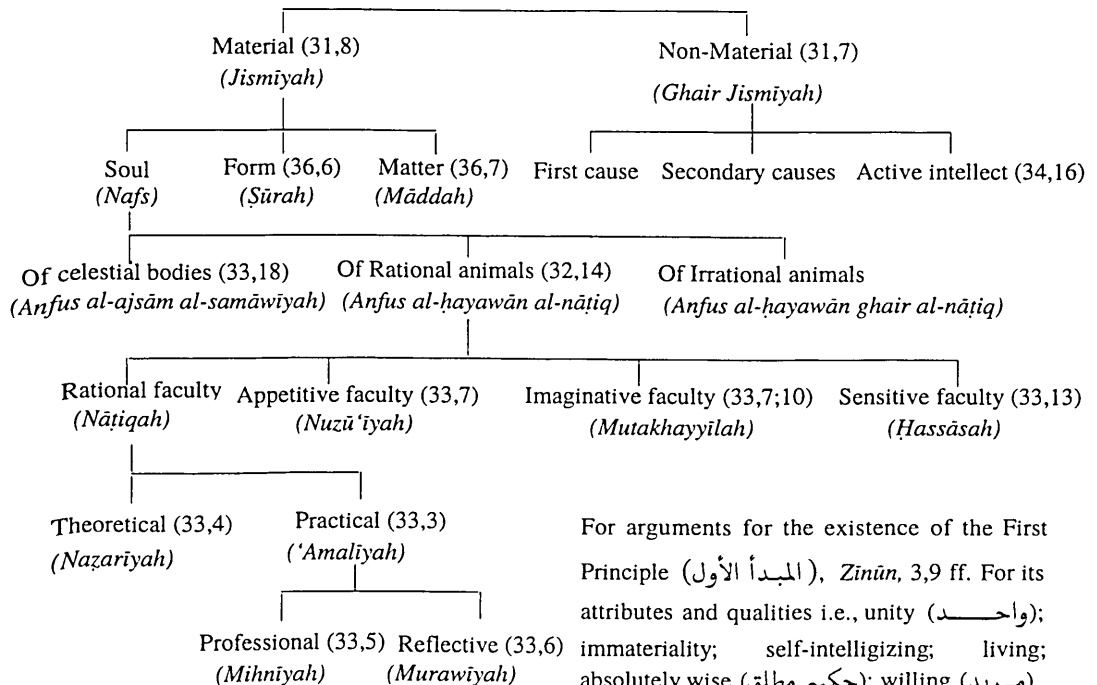 Material (31,8) Non-Material (31,7)
(Jismīyah) (Ghair Jismīyah)
Soul Form (36,6) Matter (36,7) First cause Secondary causes Active intellect (34,16)
(Nafs) (Ṣūrah) (Māddah)
Of celestial bodies (33,18) Of Rational animals (32,14) Of Irrational animals
(Anfus al-ajsām al-samāwīyah) (Anfus al-ḥayawān al-nāṭiq) (Anfus al-ḥayawān ghair al-nāṭiq)
Rational faculty Appetitive faculty (33,7) Imaginative faculty (33,7;10) Sensitive faculty (33,13)
(Nāṭiqah) (Nuzū‘īyah) (Mutakhayyīlah) (Ḥassāsah)
Theoretical (33,4) Practical (33,3)
(Naẓarīyah) (‘Amalīyah)
Professional (33,5) Reflective (33,6)
(Mihnīyah) (Murawīyah)
For arguments for the existence of the First
Principle (المبدأ الأول), Zīnūn, 3,9 ff. For its
attributes and qualities i.e., unity (واحد);
immateriality; self-intelligizing; living;
absolutely wise (حكيم مطلق); willing (مريد)